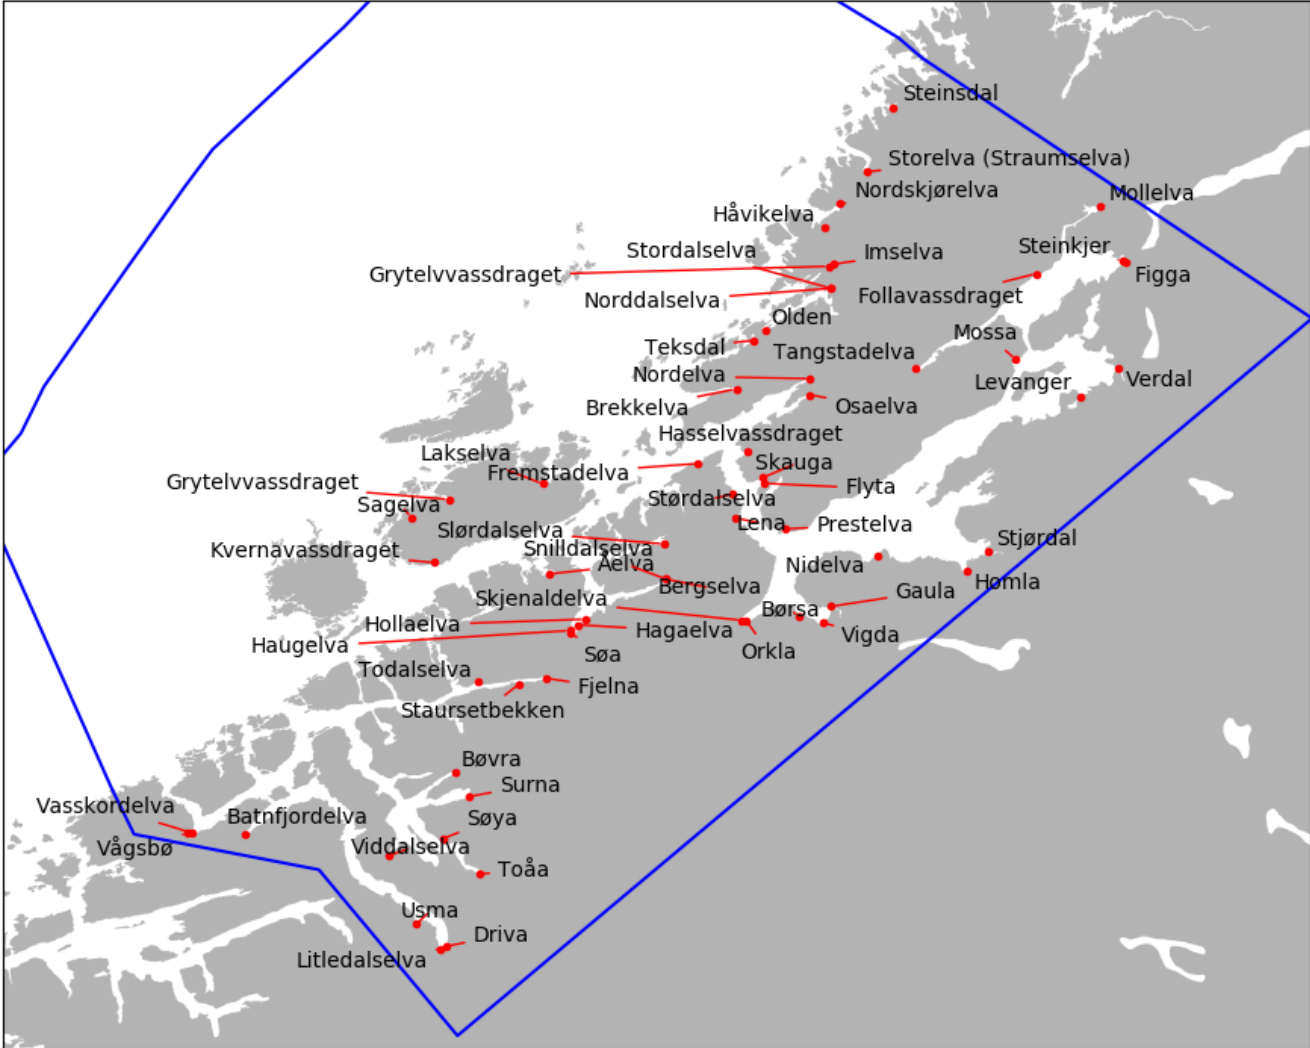 Steinsdal
Storelva (Straumselva)
Nordskjørelva
Mollelva
Håvikelva
Stordalselva
Imselva
Steinkjer
Grytelvvassdraget
Figga
Norddalselva
Follavassdraget
Olden
Mossa
Teksdal
Tangstadelva
Nordelva
Levanger
Verdal
Brekkelva
Osaelva
Hasselvassdraget
Lakselva
Skauga
Fremstadelva
Grytelvvassdraget
Flyta
Størdalselva
Sagelva
Lena
Prestelva
Slørdalselva
Stjørdal
Kvernavassdraget
Snilldalselva
Åelva
Nidelva
Homla
Bergselva
Gaula
Skjenaldelva
Børsa
Hollaelva
Hagaelva
Vigda
Haugelva
Orkla
Søa
Todalselva
Fjelna
Staursetbekken
Bøvra
Surna
Vasskordelva
Batnfjordelva
Søya
Vågsbø
Viddalselva
Toåa
Usma
Driva
Litledalselva